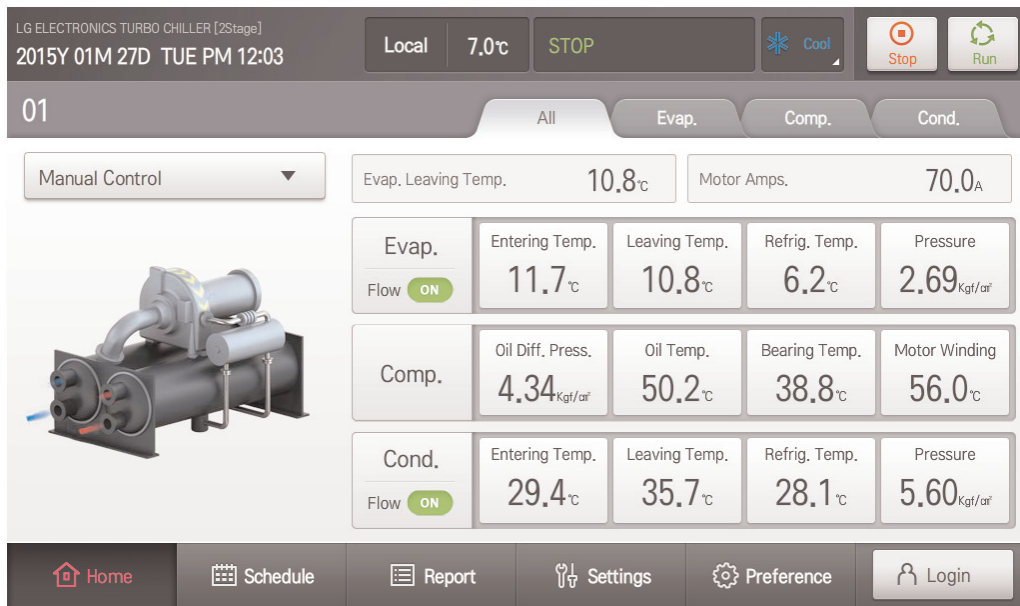 LG ELECTRONICS TURBO CHILLER [2Stage]
2015Y 01M 27D TUE PM 12:03
Local 7.0℃ STOP Cool Stop Run
01
All Evap. Comp. Cond.
Manual Control
Evap. Leaving Temp. 10.8℃ Motor Amps. 70.0A
Evap.
Flow ON
Entering Temp. Leaving Temp. Refrig. Temp. Pressure
11.7℃ 10.8℃ 6.2℃ 2.69Kgf/㎠
Comp.
Oil Diff. Press. Oil Temp. Bearing Temp. Motor Winding
4.34Kgf/㎠ 50.2℃ 38.8℃ 56.0℃
Cond.
Flow ON
Entering Temp. Leaving Temp. Refrig. Temp. Pressure
29.4℃ 35.7℃ 28.1℃ 5.60Kgf/㎠
Home Schedule Report Settings Preference Login